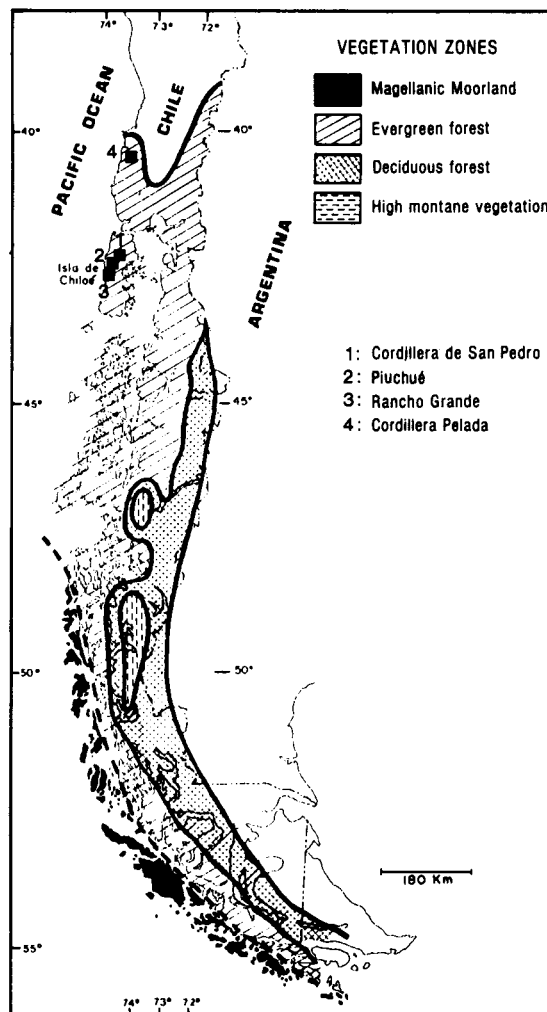 74° 73° 72°
VEGETATION ZONES
Magellanic Moorland
Evergreen forest
Deciduous forest
High montane vegetation
PACIFIC OCEAN
CHILE
ARGENTINA
40° 40°
4
1
2
Isla de
Chiloé
3
1: Cordillera de San Pedro
2: Piuchué
3: Rancho Grande
4: Cordillera Pelada
45° 45°
50° 50°
180 Km
55°
74° 73° 72°